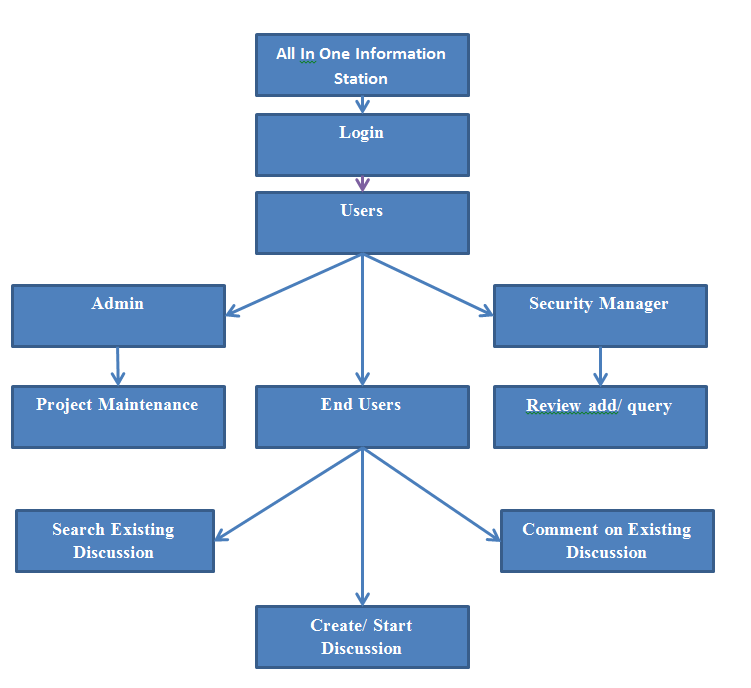 All In One Information
Station
Login
Users
Admin
Security Manager
Project Maintenance
End Users
Review add/ query
Search Existing
Discussion
Comment on Existing
Discussion
Create/ Start
Discussion